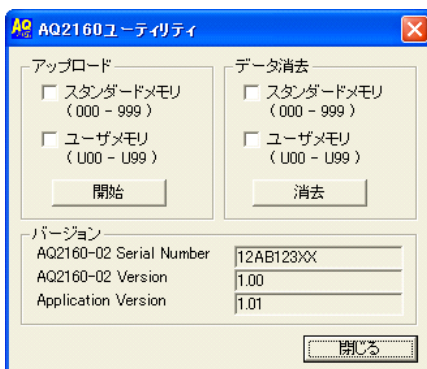 AQ AQ2160ユーティリティ
アップロード
スタンダードメモリ
( 000 - 999 )
ユーザメモリ
( U00 - U99 )
開始
データ消去
スタンダードメモリ
( 000 - 999 )
ユーザメモリ
( U00 - U99 )
消去
バージョン
AQ2160-02 Serial Number 12AB123XX
AQ2160-02 Version 1.00
Application Version 1.01
閉じる